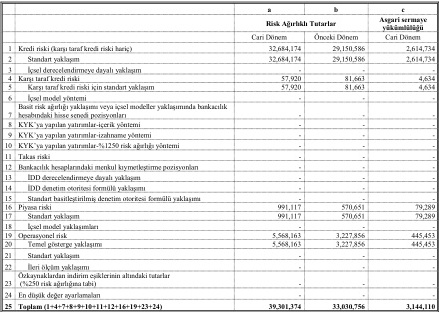 a b c
Risk Ağırlıklı Tutarlar Asgari sermaye yükümlülüğü
Cari Dönem Önceki Dönem Cari Dönem
1 Kredi riski (karşı taraf kredi riski hariç) 32,684,174 29,150,586 2,614,734
2 Standart yaklaşım 32,684,174 29,150,586 2,614,734
3 İçsel derecelendirmeye dayalı yaklaşım - - -
4 Karşı taraf kredi riski 57,920 81,663 4,634
5 Karşı taraf kredi riski için standart yaklaşım 57,920 81,663 4,634
6 İçsel model yöntemi - - -
Basit risk ağırlığı yaklaşımı veya içsel modeller yaklaşımında bankacılık
7 hesabındaki hisse senedi pozisyonları - - -
8 KYK'ya yapılan yatırımlar-içerik yöntemi - - -
9 KYK'ya yapılan yatırımlar-izahname yöntemi - - -
10 KYK'ya yapılan yatırımlar-%1250 risk ağırlığı yöntemi - - -
11 Takas riski - - -
12 Bankacılık hesaplarındaki menkul kıymetleştirme pozisyonları - - -
13 İDD derecelendirmeye dayalı yaklaşım - - -
14 İDD denetim otoritesi formülü yaklaşımı - - -
15 Standart basitleştirilmiş denetim otoritesi formülü yaklaşımı - - -
16 Piyasa riski 991,117 570,651 79,289
17 Standart yaklaşım 991,117 570,651 79,289
18 İçsel model yaklaşımları - - -
19 Operasyonel risk 5,568,163 3,227,856 445,453
20 Temel gösterge yaklaşımı 5,568,163 3,227,856 445,453
21 Standart yaklaşım - - -
22 İleri ölçüm yaklaşımı - - -
Özkaynaklardan indirim eşiklerinin altındaki tutarlar
23 (%250 risk ağırlığına tabi) - - -
24 En düşük değer ayarlamaları - - -
25 Toplam (1+4+7+8+9+10+11+12+16+19+23+24) 39,301,374 33,030,756 3,144,110